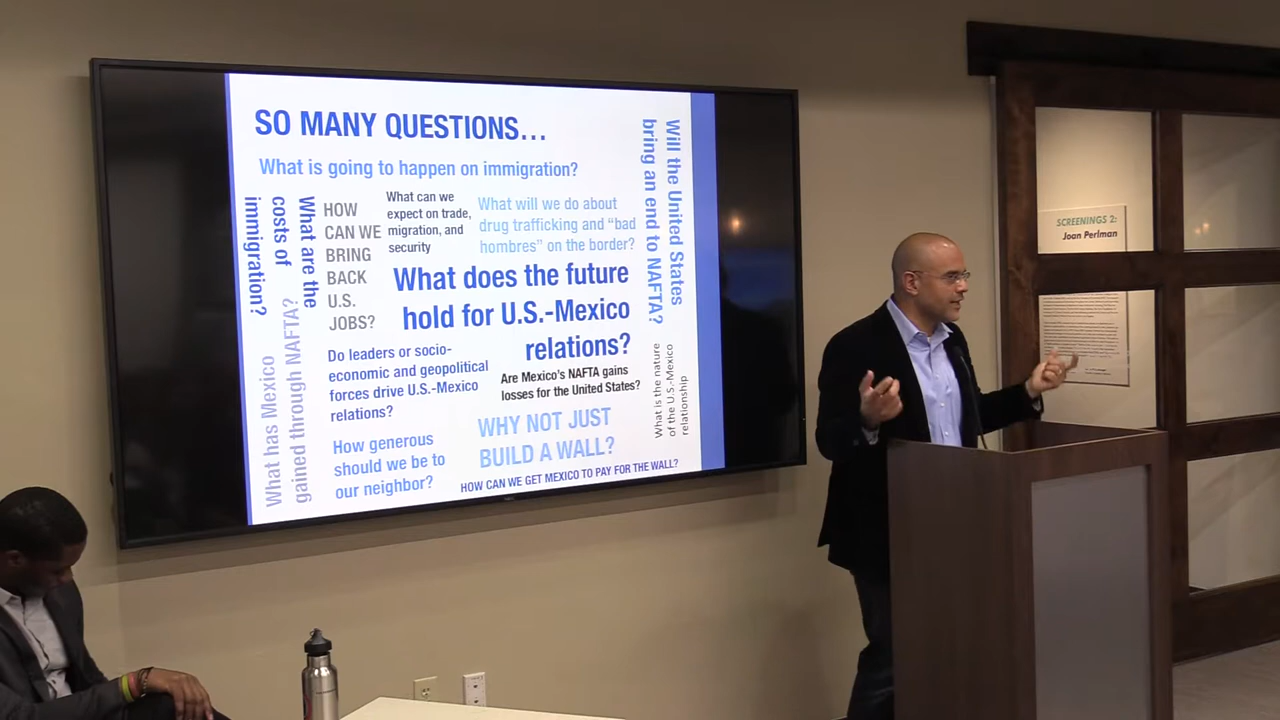 SO MANY QUESTIONS...
What is going to happen on immigration?
What are the
costs of
immigration?
HOW
CAN WE
BRING
BACK
U.S.
JOBS?
What can we
expect on trade,
migration, and
security
What will we do about
drug trafficking and “bad
hombres” on the border?
Will the United States
bring an end to NAFTA?
What does the future
hold for U.S.-Mexico
relations?
What has Mexico
gained through NAFTA?
Do leaders or socio-
economic and geopolitical
forces drive U.S.-Mexico
relations?
Are Mexico’s NAFTA gains
losses for the United States?
What is the nature
of the U.S.-Mexico
relationship
How generous
should we be to
our neighbor?
WHY NOT JUST
BUILD A WALL?
HOW CAN WE GET MEXICO TO PAY FOR THE WALL?
SCREENINGS 2:
Joan Perlman